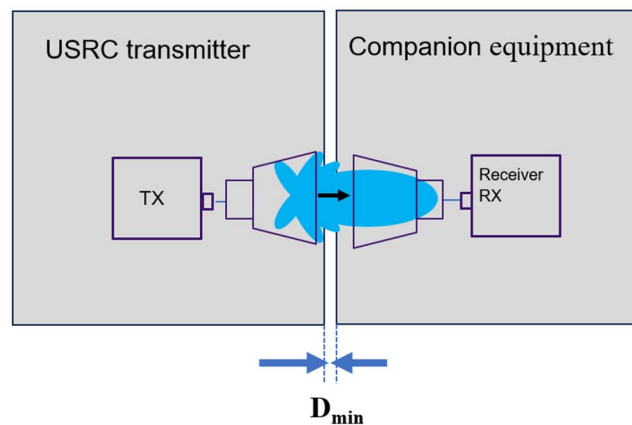 USRC transmitter
Companion equipment
TX
Receiver
RX
Dmin